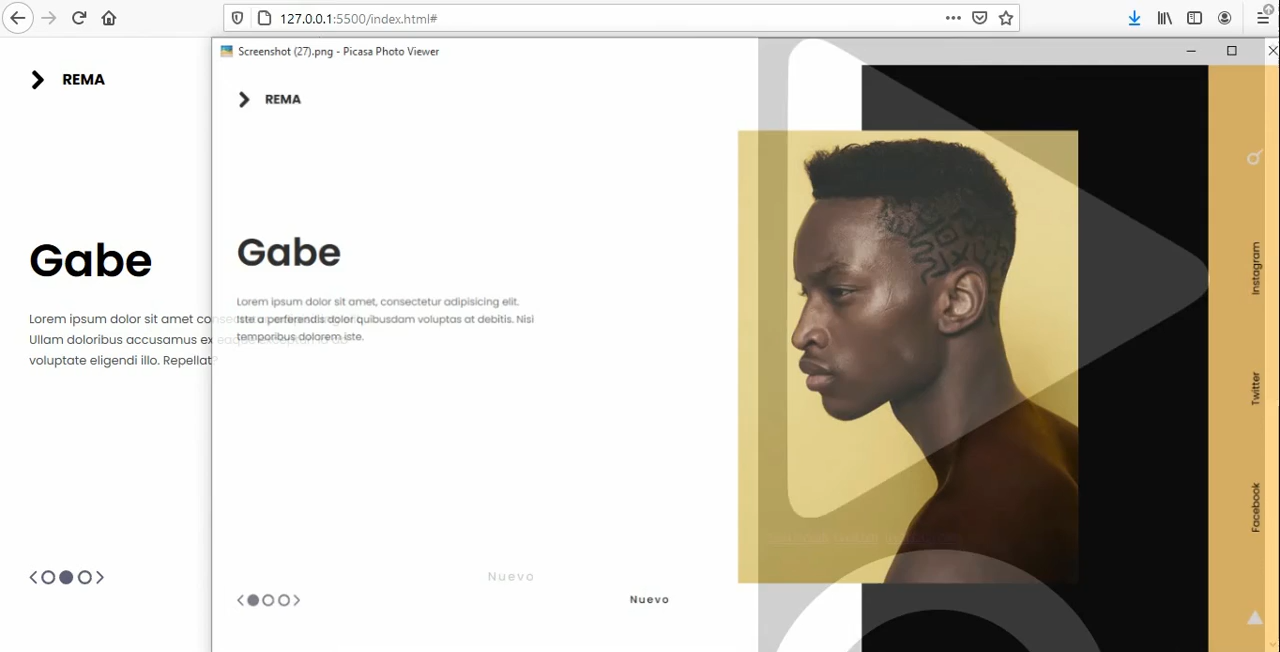 127.0.0.1:5500/index.html#
Screenshot (27).png - Picasa Photo Viewer
REMA
REMA
Gabe
Lorem ipsum dolor sit amet
Ullam doloribus accusamus ex
voluptate eligendi illo. Repellat?
Gabe
Lorem ipsum dolor sit amet, consectetur adipisicing elit.
Iste a perferendis dolor quibusdam voluptas at debitis. Nisi
temporibus dolorem iste.
Nuevo
Nuevo
Instagram
Twitter
Facebook